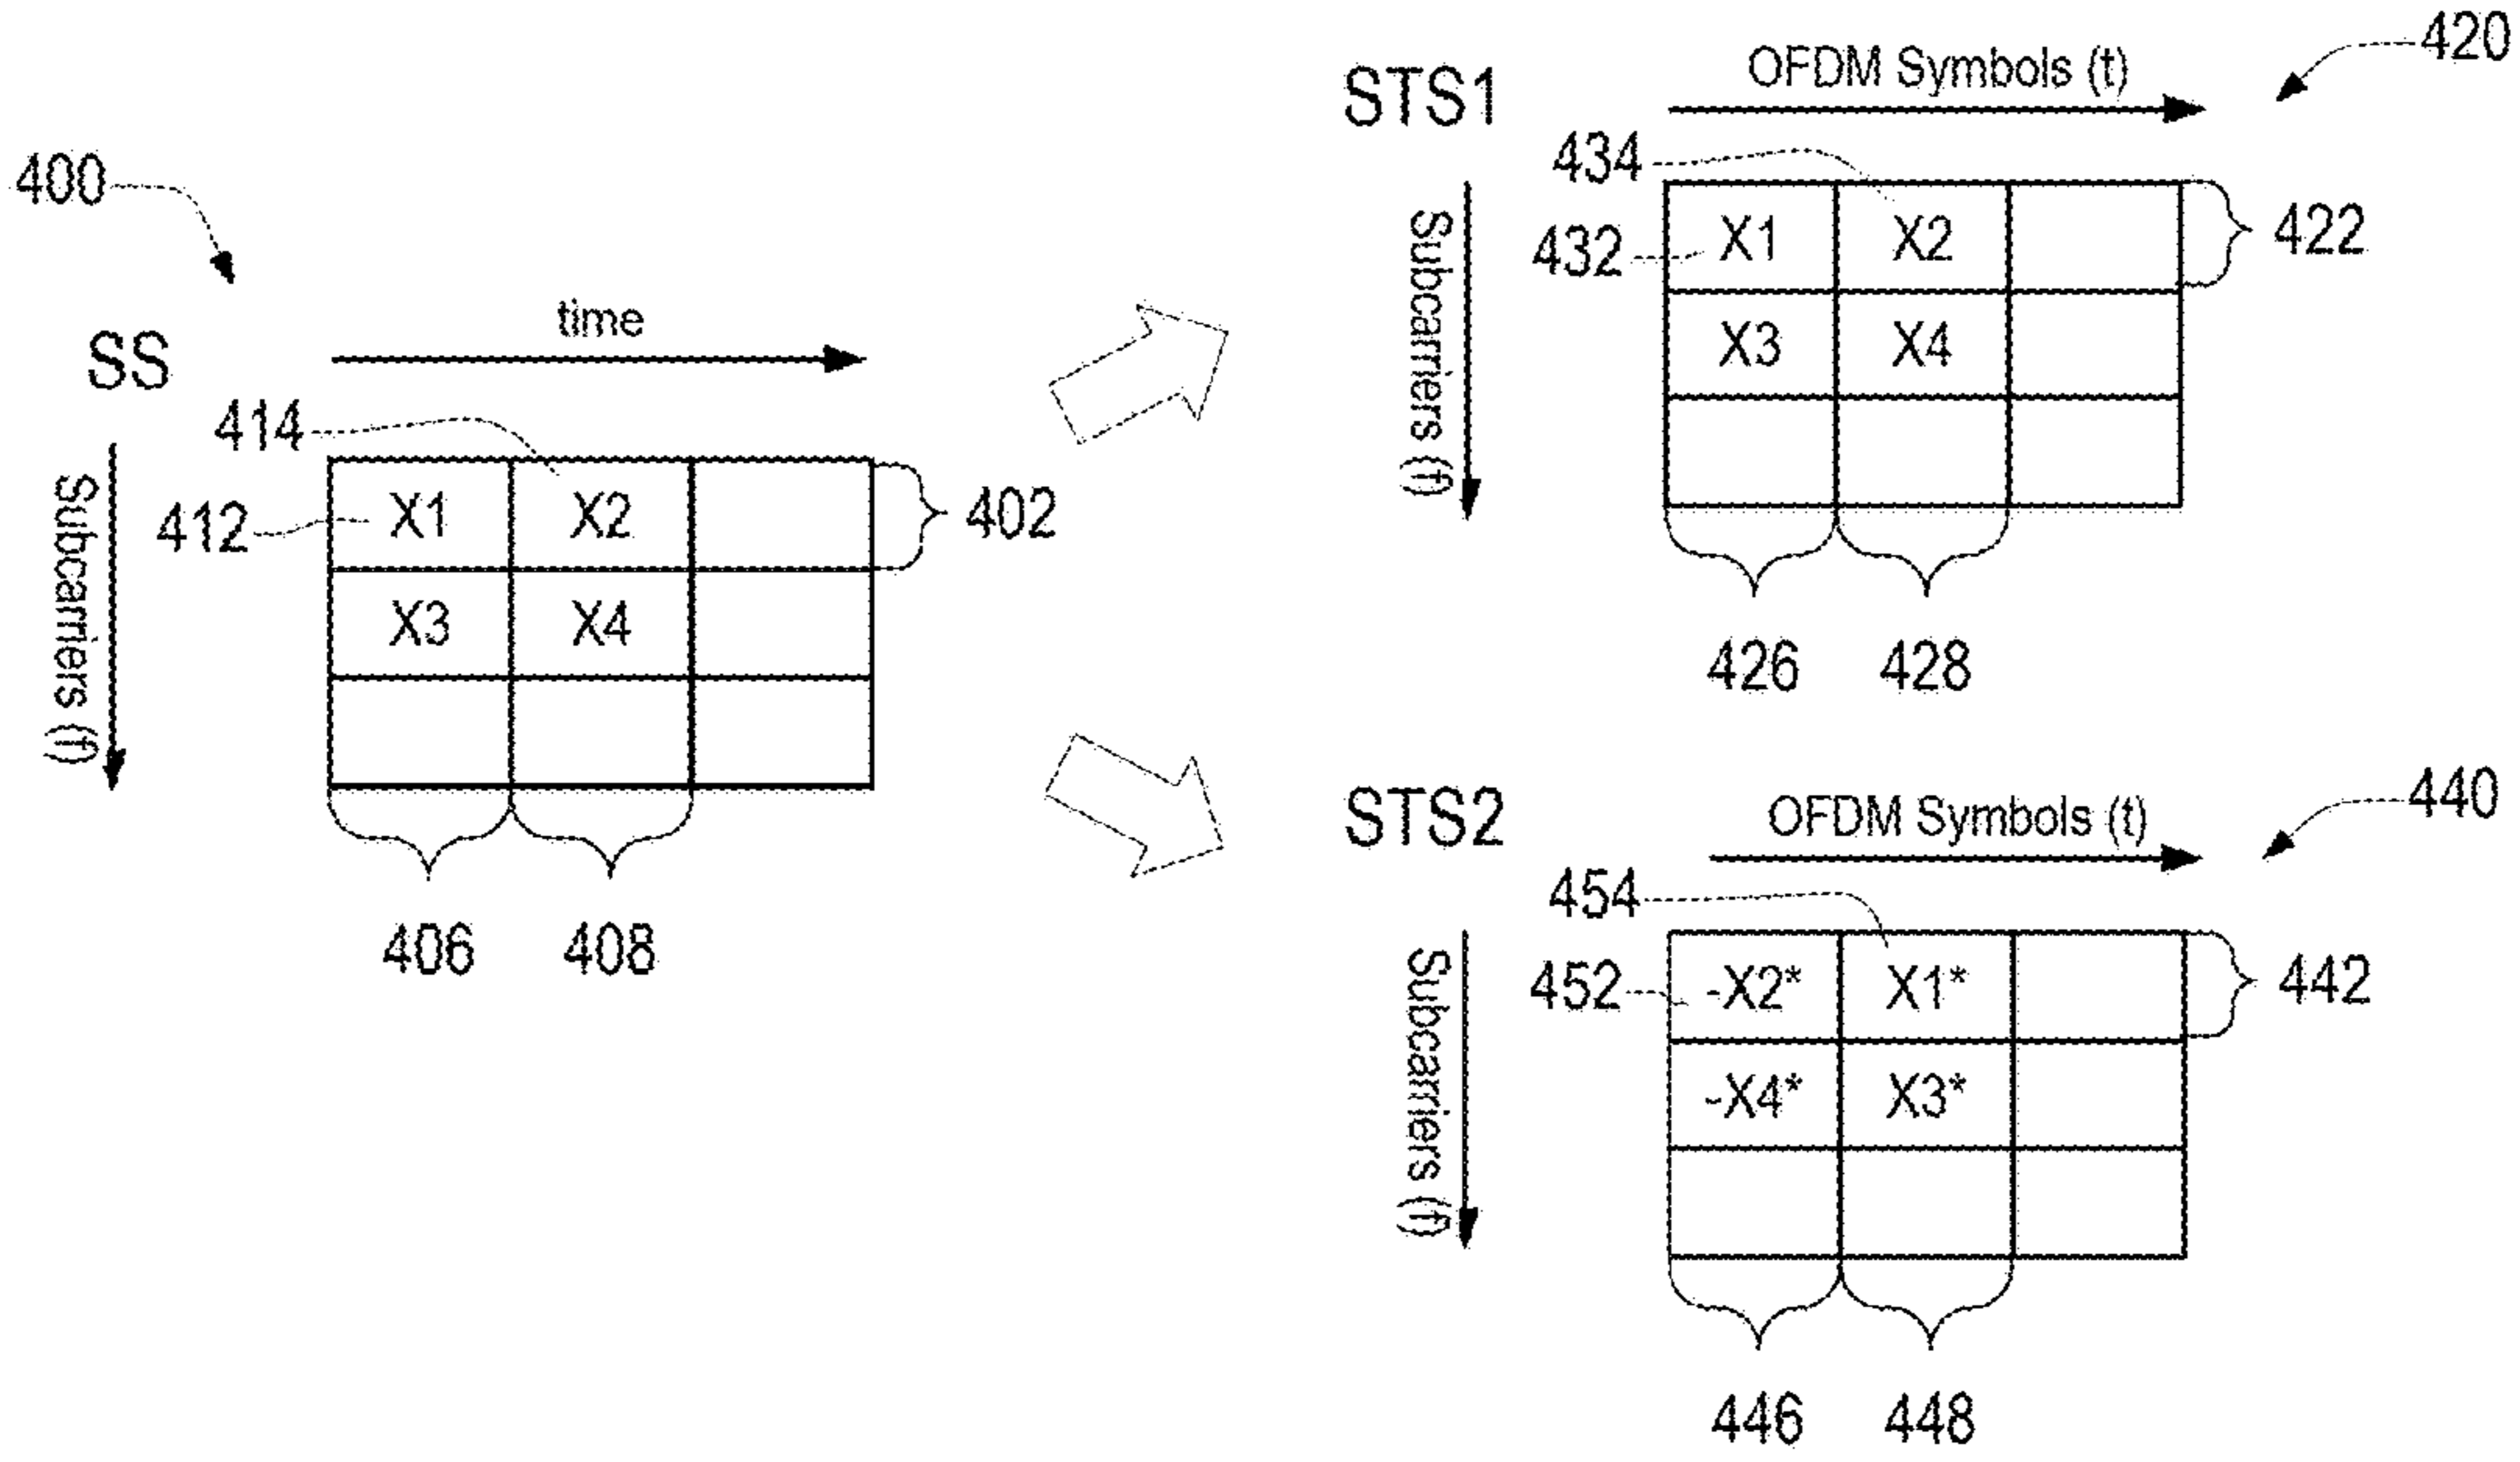 400
SS
time
Subcarriers (f)
414
412
X1 X2
402
X3 X4
406 408
STS1
OFDM Symbols (t)
420
Subcarriers (f)
434
432
X1 X2
422
X3 X4
426 428
STS2
OFDM Symbols (t)
440
Subcarriers (f)
454
452
-X2* X1*
442
-X4* X3*
446 448